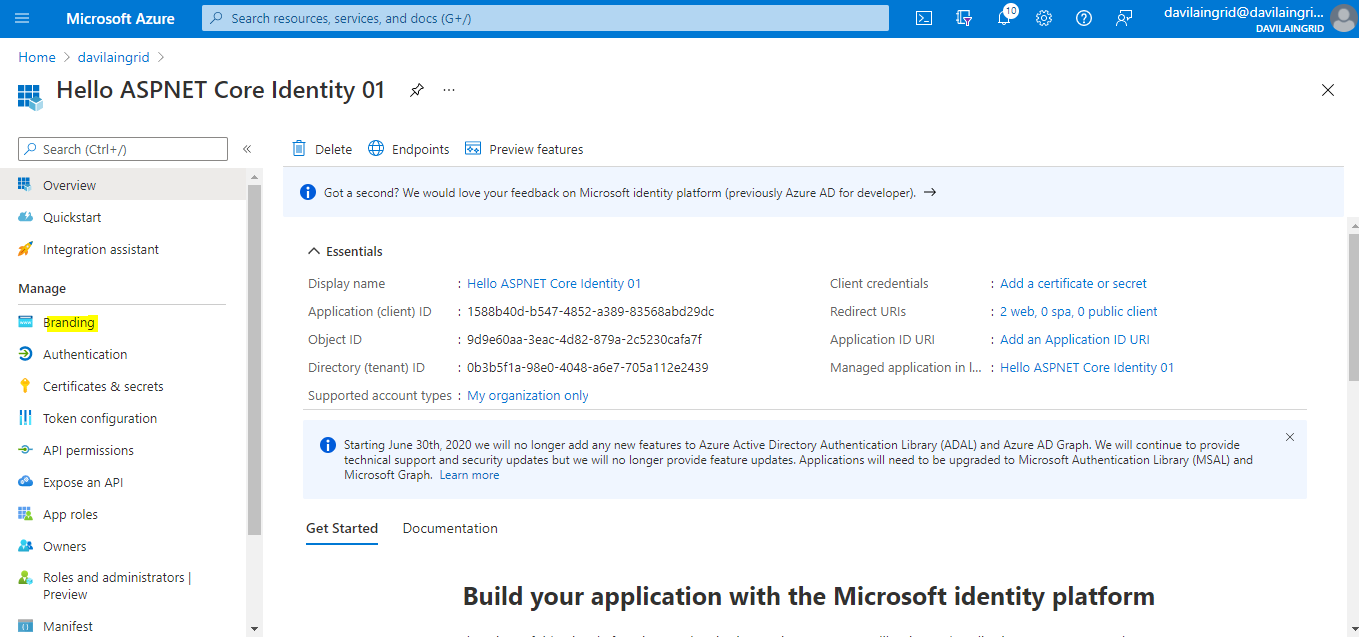 Microsoft Azure
Search resources, services, and docs (G+/)
10
davilaingrid@davilaingri...
DAVILAINGRID
Home > davilaingrid >
Hello ASPNET Core Identity 01
...
Search (Ctrl+/)
«
Overview
Quickstart
Integration assistant
Manage
Branding
Authentication
Certificates & secrets
Token configuration
API permissions
Expose an API
App roles
Owners
Roles and administrators |
Preview
Manifest
Delete Endpoints Preview features
Got a second? We would love your feedback on Microsoft identity platform (previously Azure AD for developer). →
Essentials
Display name : Hello ASPNET Core Identity 01
Application (client) ID : 1588b40d-b547-4852-a389-83568abd29dc
Object ID : 9d9e60aa-3eac-4d82-879a-2c5230cafa7f
Directory (tenant) ID : 0b3b5f1a-98e0-4048-a6e7-705a112e2439
Supported account types : My organization only
Client credentials : Add a certificate or secret
Redirect URIs : 2 web, 0 spa, 0 public client
Application ID URI : Add an Application ID URI
Managed application in l... : Hello ASPNET Core Identity 01
Starting June 30th, 2020 we will no longer add any new features to Azure Active Directory Authentication Library (ADAL) and Azure AD Graph. We will continue to provide
technical support and security updates but we will no longer provide feature updates. Applications will need to be upgraded to Microsoft Authentication Library (MSAL) and
Microsoft Graph. Learn more
Get Started Documentation
Build your application with the Microsoft identity platform